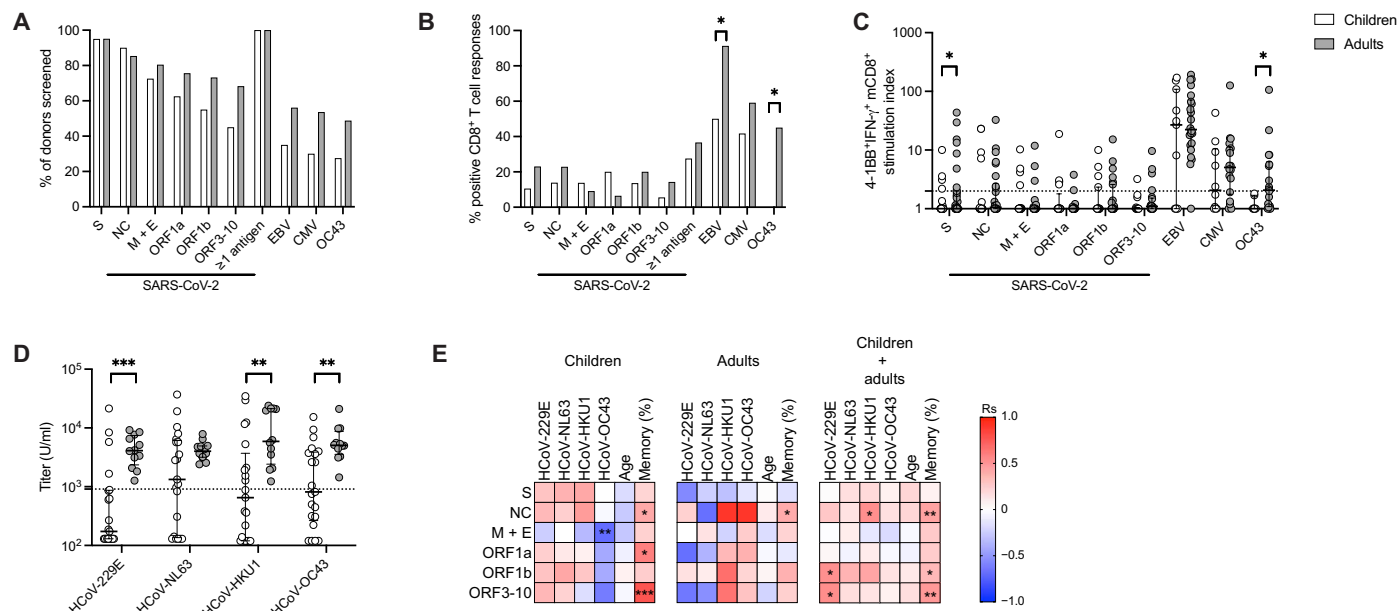 A
% of donors screened
100
80
60
40
20
0
S
NC
M + E
ORF1a
ORF1b
ORF3-10
≥1 antigen
EBV
CMV
OC43
SARS-CoV-2
B
% positive CD8⁺ T cell responses
100
80
60
40
20
0
*
*
S
NC
M + E
ORF1a
ORF1b
ORF3-10
≥1 antigen
EBV
CMV
OC43
SARS-CoV-2
C
4-1BB⁺IFN-γ⁺ mCD8⁺
stimulation index
1000
100
10
1
*
*
S
NC
M + E
ORF1a
ORF1b
ORF3-10
EBV
CMV
OC43
SARS-CoV-2
Children
Adults
D
Titer (U/ml)
10⁵
10⁴
10³
10²
***
**
**
HCoV-229E
HCoV-NL63
HCoV-HKU1
HCoV-OC43
E
Children
Adults
Children
+
adults
HCoV-229E
HCoV-NL63
HCoV-HKU1
HCoV-OC43
Age
Memory (%)
HCoV-229E
HCoV-NL63
HCoV-HKU1
HCoV-OC43
Age
Memory (%)
HCoV-229E
HCoV-NL63
HCoV-HKU1
HCoV-OC43
Age
Memory (%)
S
NC * * * **
M + E **
ORF1a *
ORF1b * *
ORF3-10 *** * **
Rs
1.0
0.5
0
−0.5
−1.0